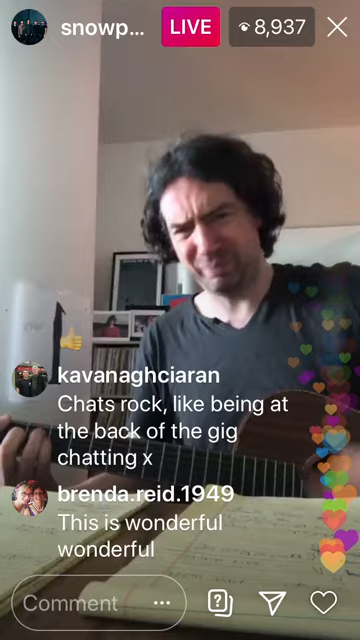 snowp...
LIVE
8,937
kavanaghciaran
Chats rock, like being at
the back of the gig
chatting x
brenda.reid.1949
This is wonderful
wonderful
Comment